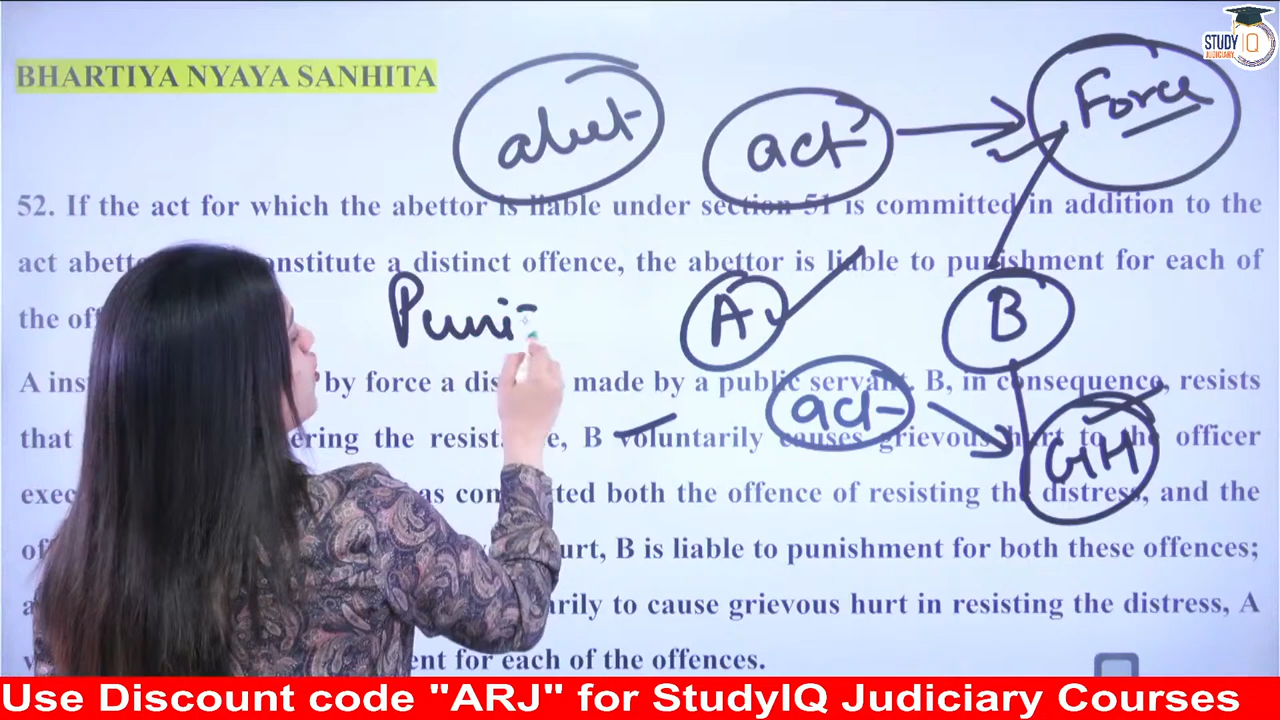 STUDY IQ
JUDICIARY
BHARTIYA NYAYA SANHITA
abet
act
Force
52. If the act for which the abettor is liable under section 51 is committed in addition to the
act abett onstitute a distinct offence, the abettor is liable to punishment for each of
the of
Puni
A
B
A ins by force a dis made by a public servant. B, in consequence, resists
act
that ering the resist e, B voluntarily causes grievous hurt to the officer
GH
exec as com ted both the offence of resisting the distress, and the
of urt, B is liable to punishment for both these offences;
a arily to cause grievous hurt in resisting the distress, A
ent for each of the offences.
Use Discount code "ARJ" for StudyIQ Judiciary Courses